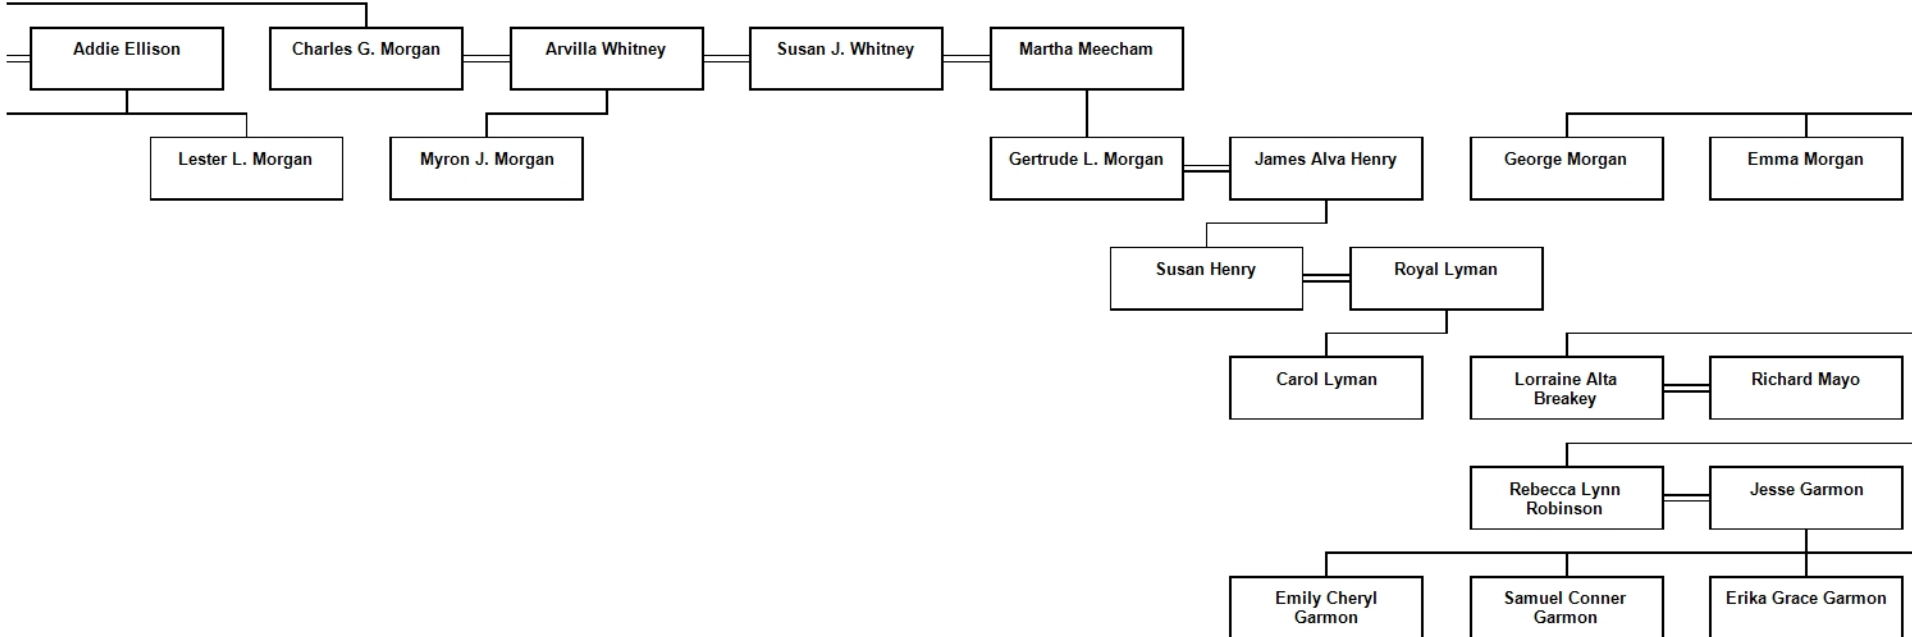 Addie Ellison
Charles G. Morgan
Arvilla Whitney
Susan J. Whitney
Martha Meecham
Lester L. Morgan
Myron J. Morgan
Gertrude L. Morgan
James Alva Henry
George Morgan
Emma Morgan
Susan Henry
Royal Lyman
Carol Lyman
Lorraine Alta
Breakey
Richard Mayo
Rebecca Lynn
Robinson
Jesse Garmon
Emily Cheryl
Garmon
Samuel Conner
Garmon
Erika Grace Garmon